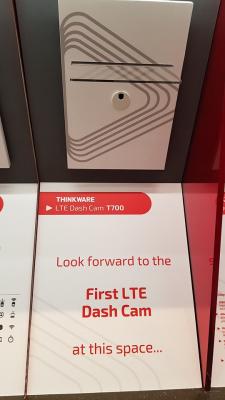 THINKWARE
LTE Dash Cam T700
Look forward to the
First LTE
Dash Cam
at this space...